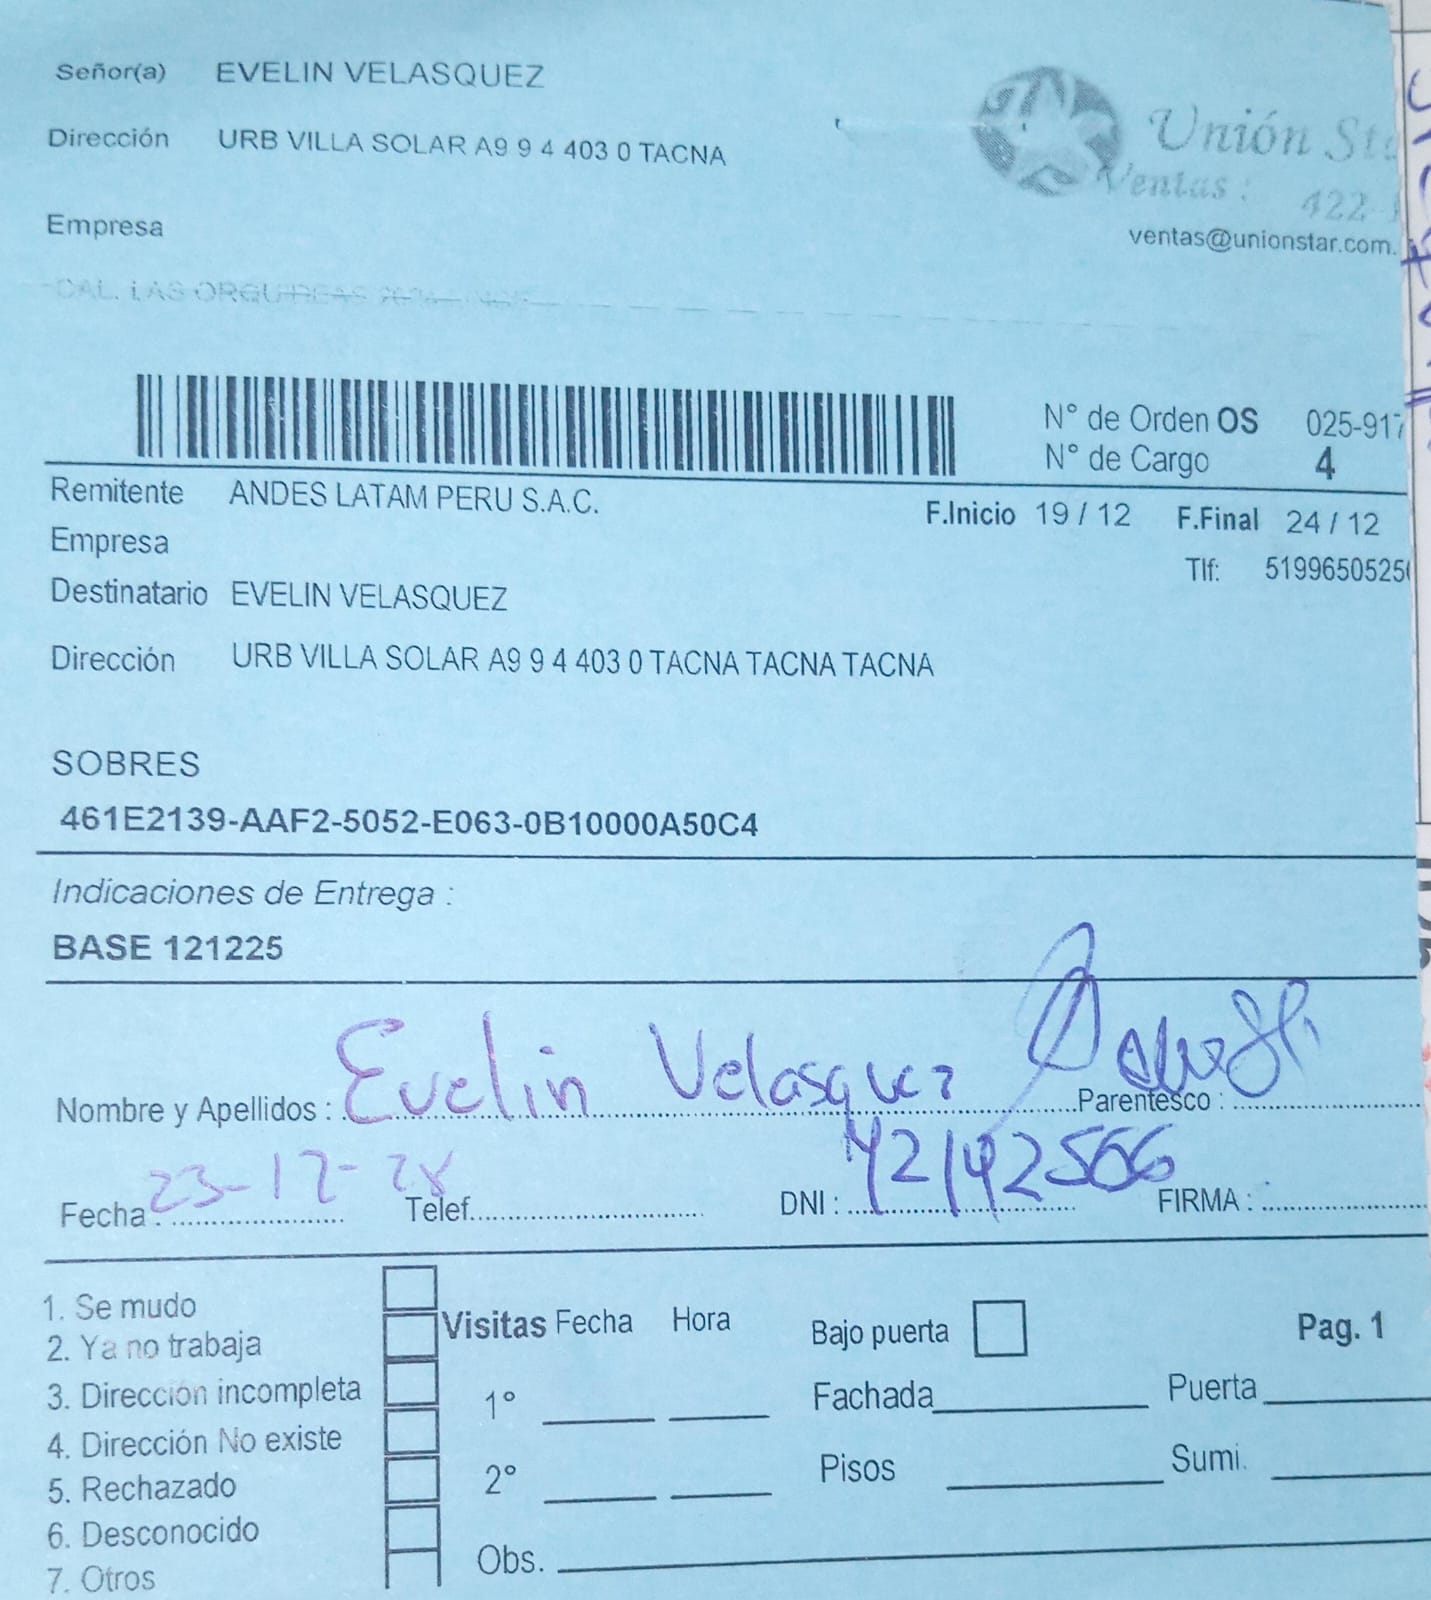 Señor(a) EVELIN VELASQUEZ
Dirección URB VILLA SOLAR A9 9 4 403 0 TACNA
Unión
Ventas : 422
ventas@unionstar.com.
Empresa
CAL. LAS ORQUIDEAS
N° de Orden OS 025-917
N° de Cargo 4
Remitente ANDES LATAM PERU S.A.C.
F.Inicio 19 / 12 F.Final 24 / 12
Empresa
Tlf: 5199650525
Destinatario EVELIN VELASQUEZ
Dirección URB VILLA SOLAR A9 9 4 403 0 TACNA TACNA TACNA
SOBRES
461E2139-AAF2-5052-E063-0B10000A50C4
Indicaciones de Entrega :
BASE 121225
Nombre y Apellidos : Evelin Velasquez Parentesco :
Fecha : 23-12- Telef. DNI : 42142566 FIRMA :
1. Se mudo
2. Ya no trabaja
3. Dirección incompleta
4. Dirección No existe
5. Rechazado
6. Desconocido
7. Otros
Visitas Fecha Hora
1°
2°
Obs.
Bajo puerta Pag. 1
Fachada Puerta
Pisos Sumi.